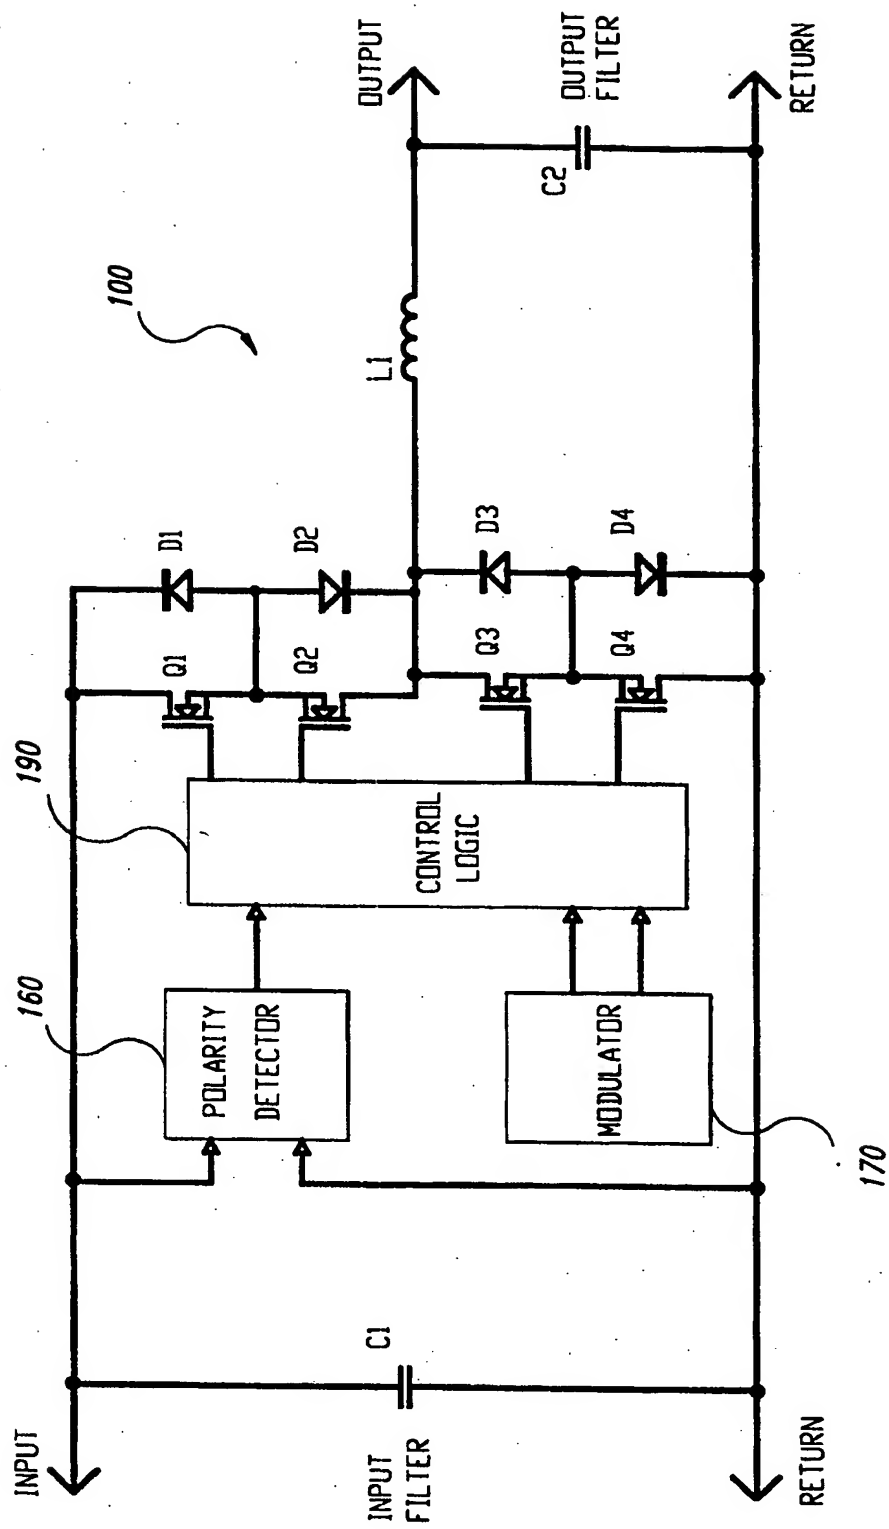 INPUT
INPUT
FILTER
C1
RETURN
160
POLARITY
DETECTOR
MODULATOR
170
190
CONTROL
LOGIC
Q1
Q2
Q3
Q4
D1
D2
D3
D4
100
L1
OUTPUT
C2
OUTPUT
FILTER
RETURN